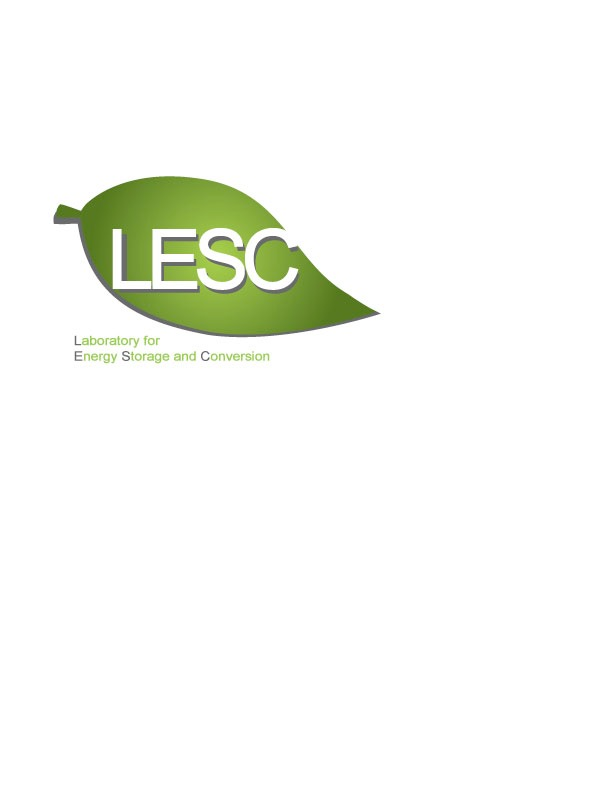 LESC
Laboratory for
Energy Storage and Conversion